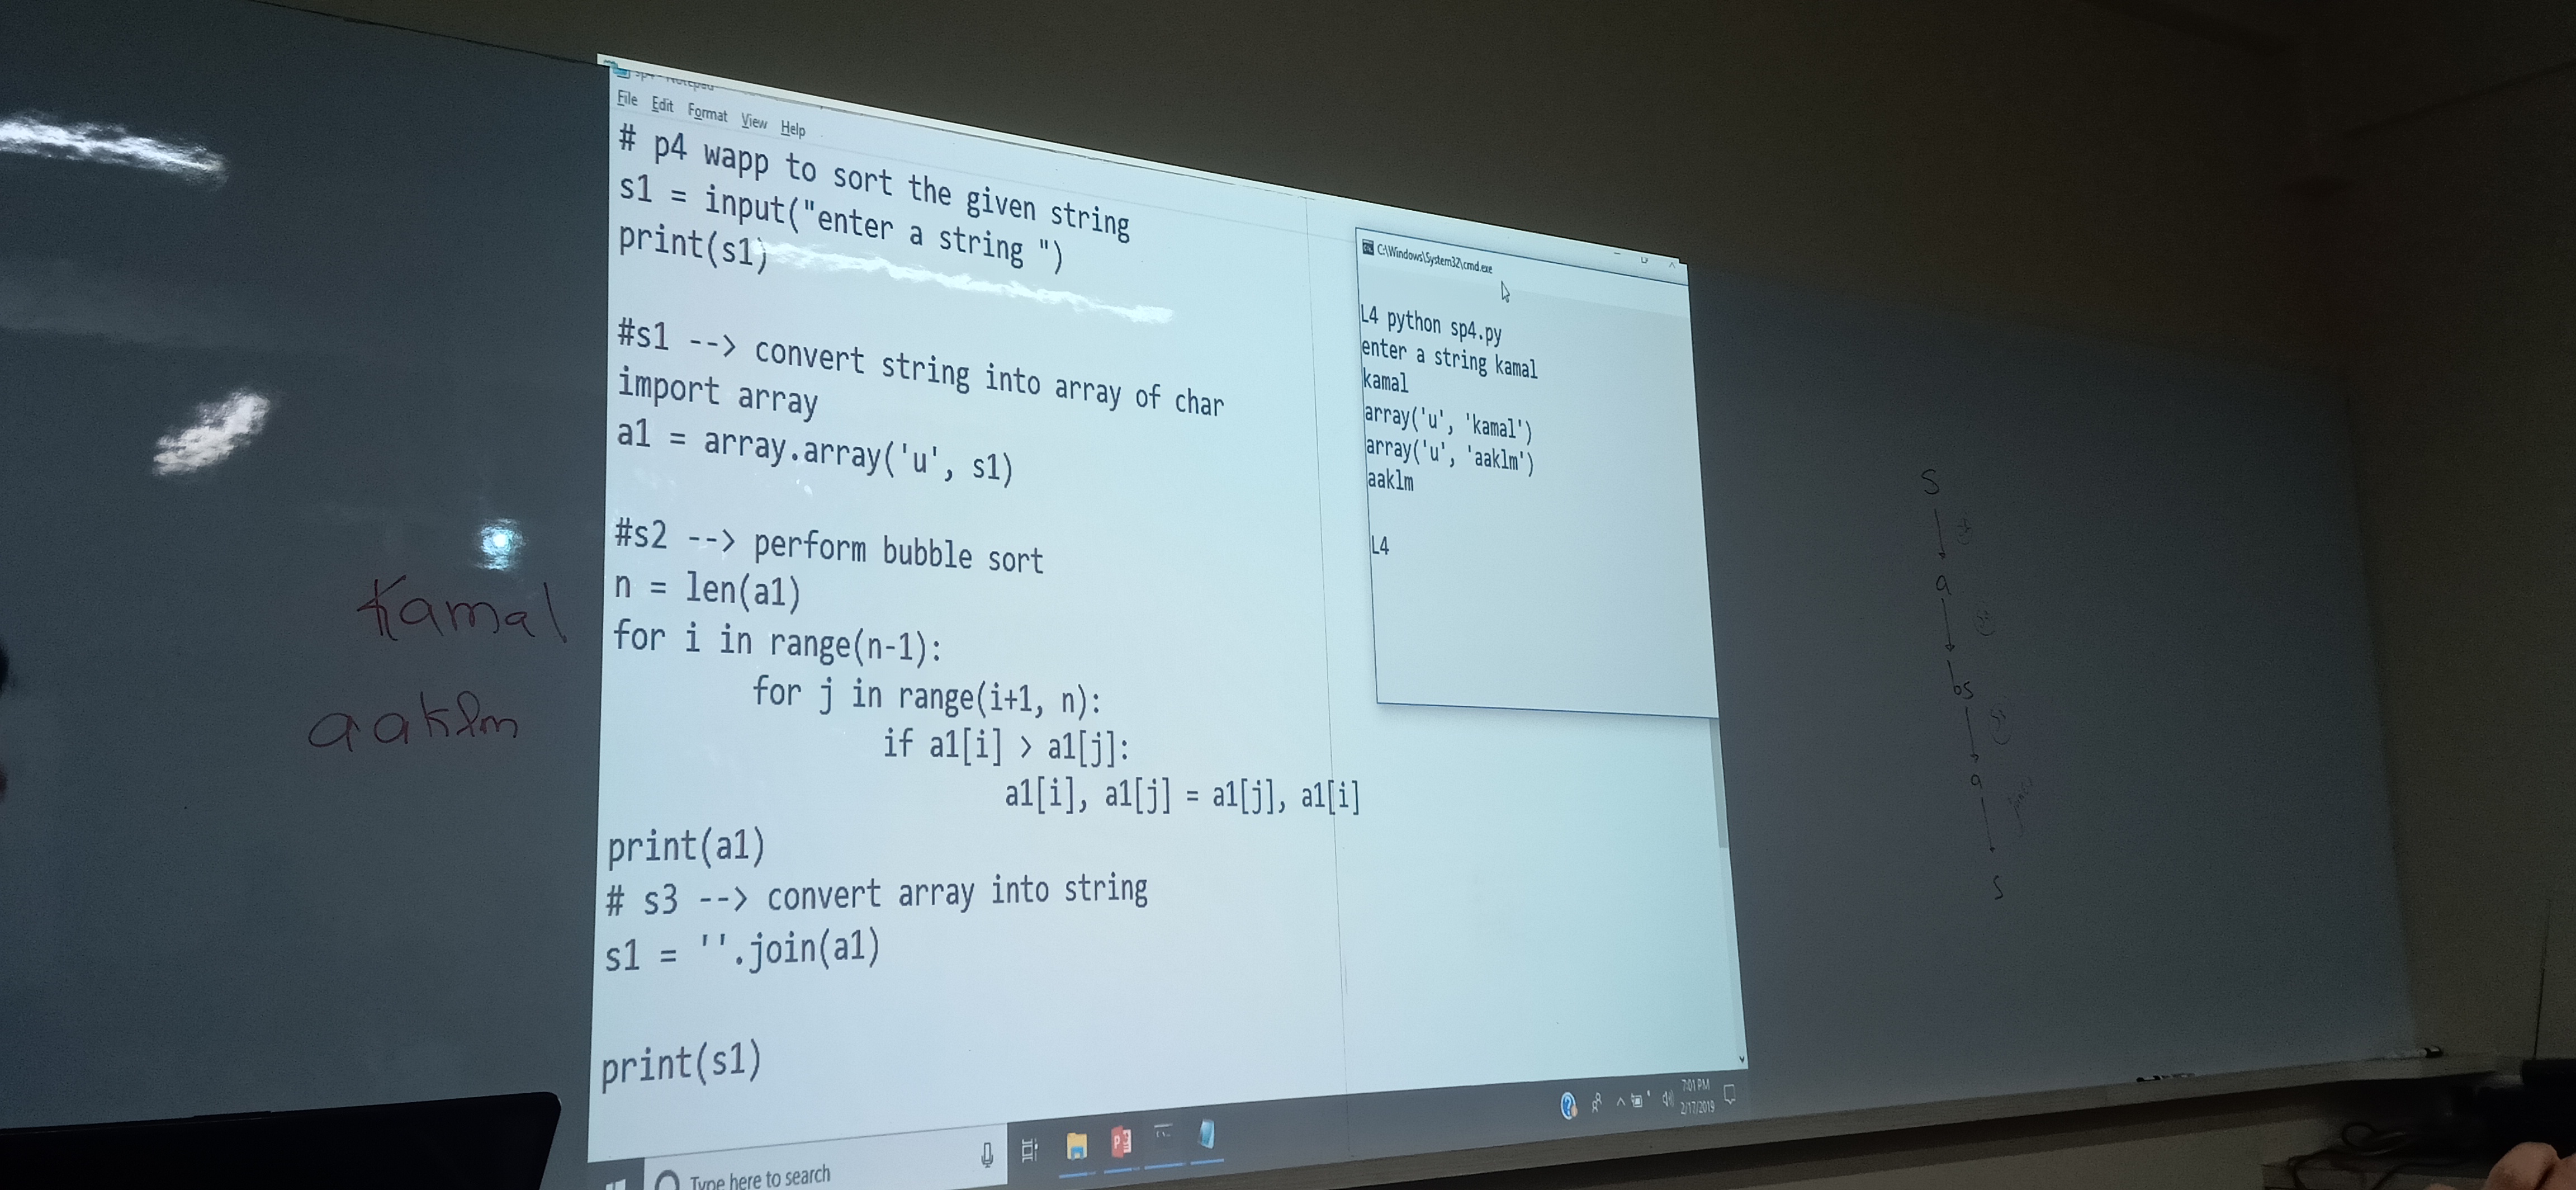 sp4 - Notepad
File Edit Format View Help
# p4 wapp to sort the given string
s1 = input("enter a string ")
print(s1)
#s1 --> convert string into array of char
import array
a1 = array.array('u', s1)
#s2 --> perform bubble sort
n = len(a1)
for i in range(n-1):
for j in range(i+1, n):
if a1[i] > a1[j]:
a1[i], a1[j] = a1[j], a1[i]
print(a1)
# s3 --> convert array into string
s1 = ''.join(a1)
print(s1)
C:\Windows\System32\cmd.exe
L4 python sp4.py
enter a string kamal
kamal
array('u', 'kamal')
array('u', 'aaklm')
aaklm
L4
Kamal
aaklm
S
a
bs
a
S
Type here to search
7:01 PM
2/17/2019